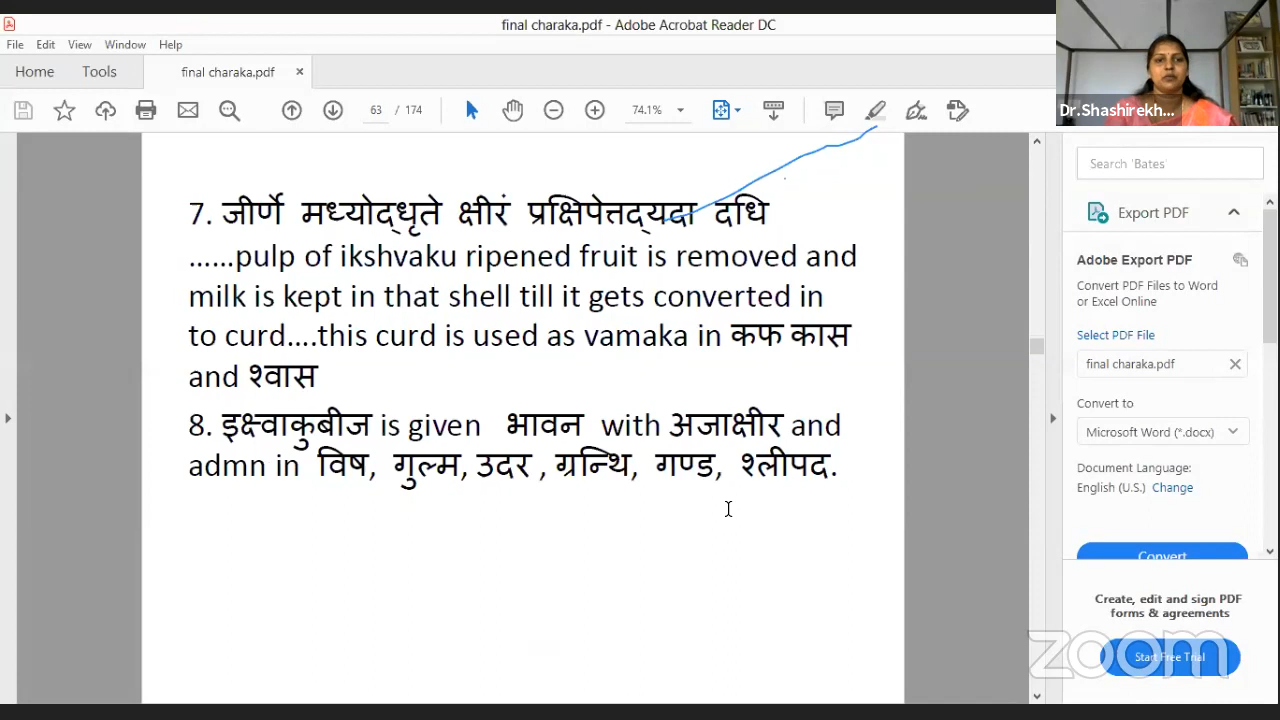 final charaka.pdf - Adobe Acrobat Reader DC
File Edit View Window Help
Home Tools final charaka.pdf ×
63 / 174 74.1%
Dr.Shashirekh...
7. जीर्णे मध्योद्धृते क्षीरं प्रक्षिपेत्तद्यदा दधि
......pulp of ikshvaku ripened fruit is removed and
milk is kept in that shell till it gets converted in
to curd....this curd is used as vamaka in कफ कास
and श्वास
8. इक्ष्वाकुबीज is given भावन with अजाक्षीर and
admn in विष, गुल्म, उदर , ग्रन्थि, गण्ड, श्लीपद.
Search 'Bates'
Export PDF
Adobe Export PDF
Convert PDF Files to Word
or Excel Online
Select PDF File
final charaka.pdf
Convert to
Microsoft Word (*.docx)
Document Language:
English (U.S.) Change
Convert
Create, edit and sign PDF
forms & agreements
Start Free Trial
zoom